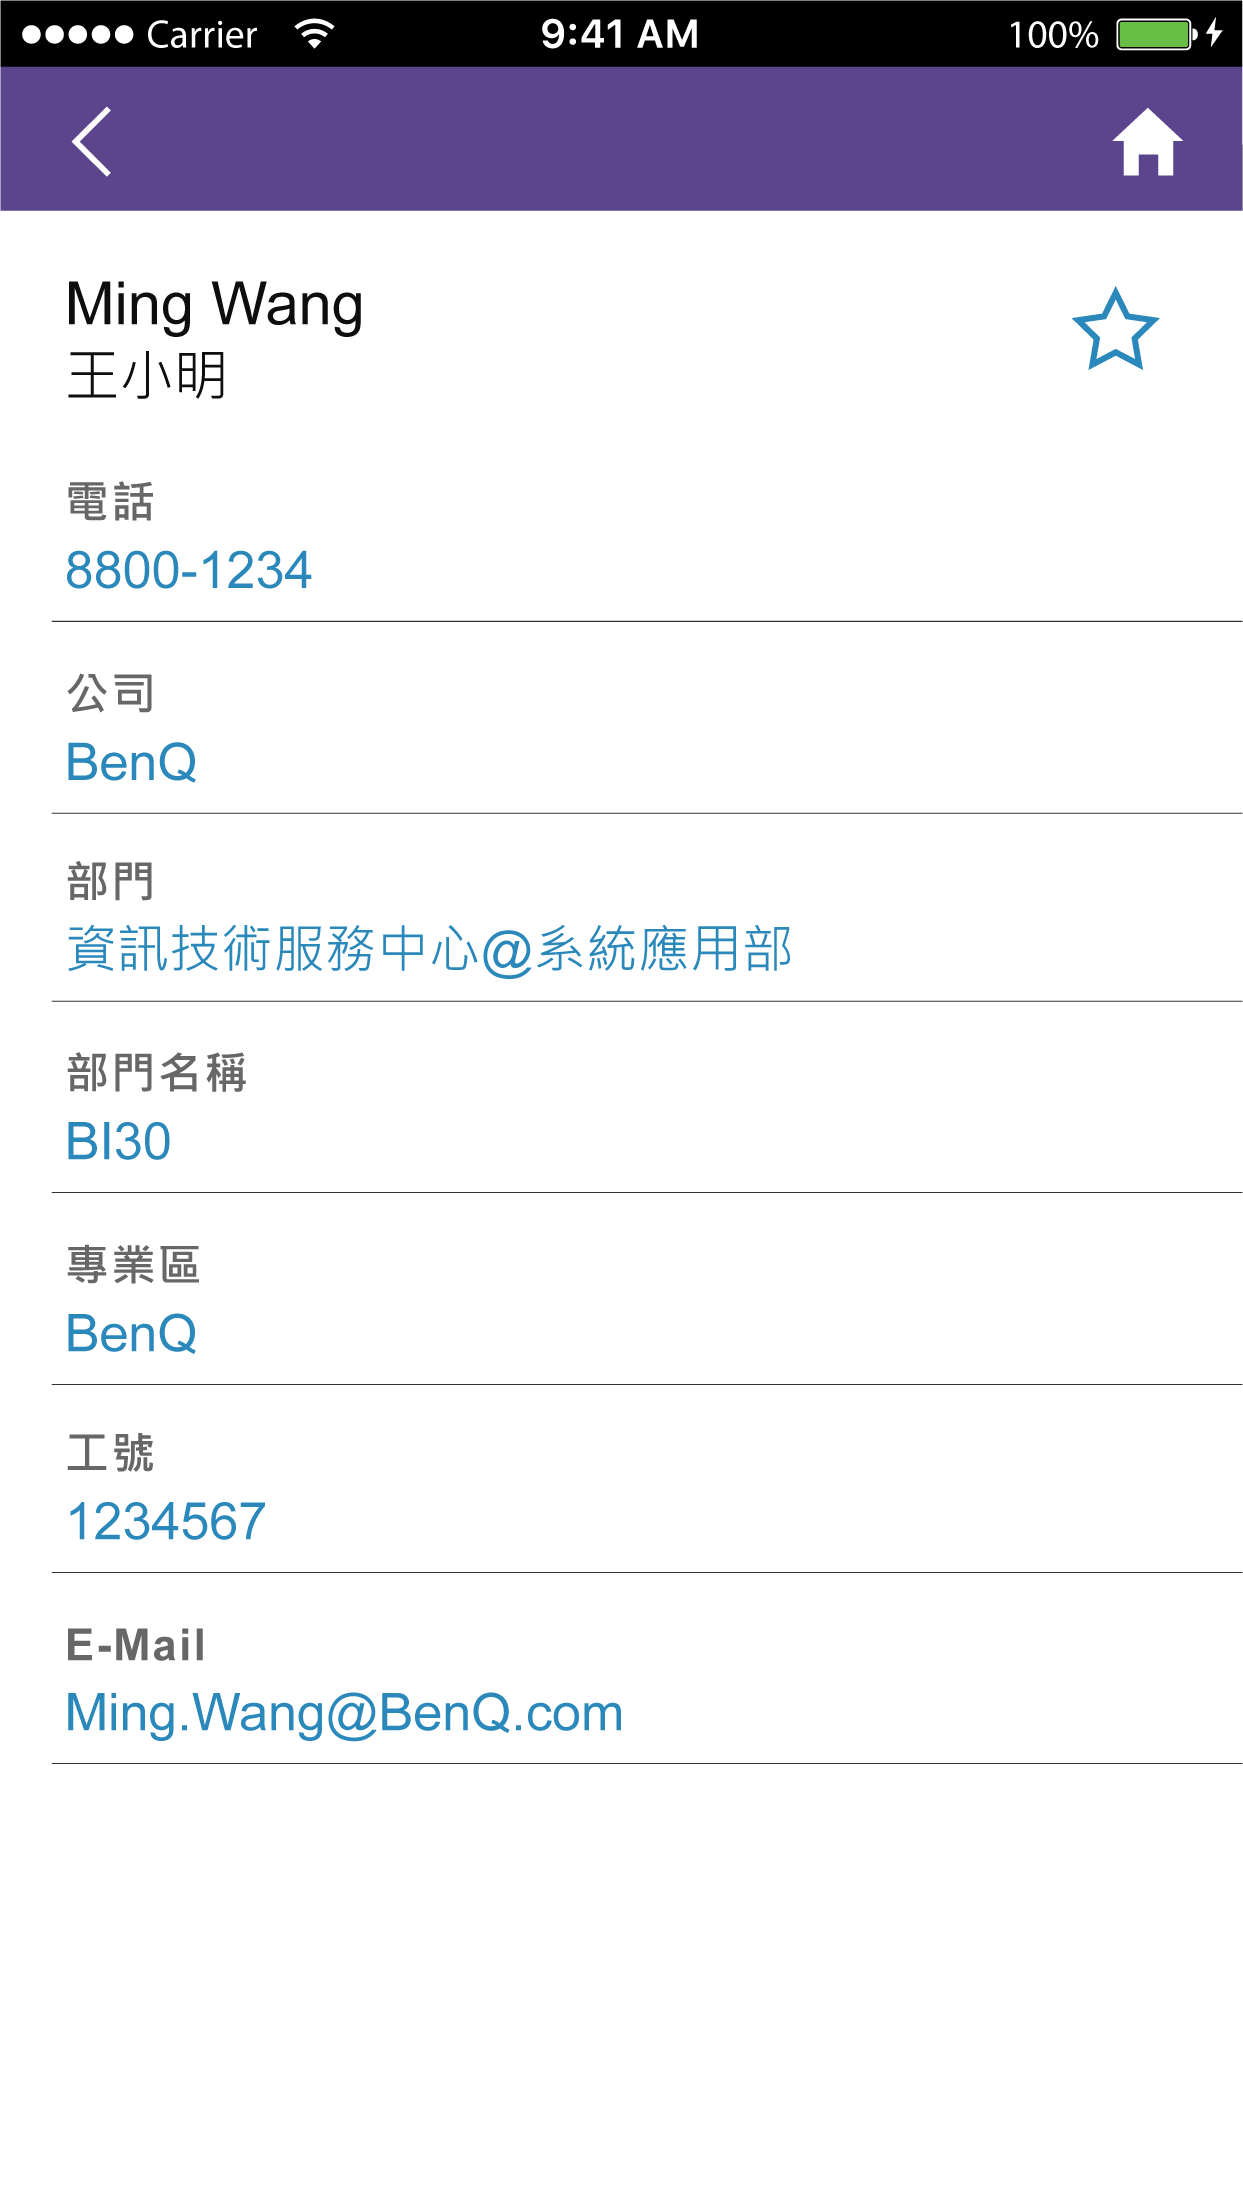 Carrier 9:41 AM 100%
Ming Wang
王小明
電話
8800-1234
公司
BenQ
部門
資訊技術服務中心@系統應用部
部門名稱
BI30
專業區
BenQ
工號
1234567
E-Mail
Ming.Wang@BenQ.com